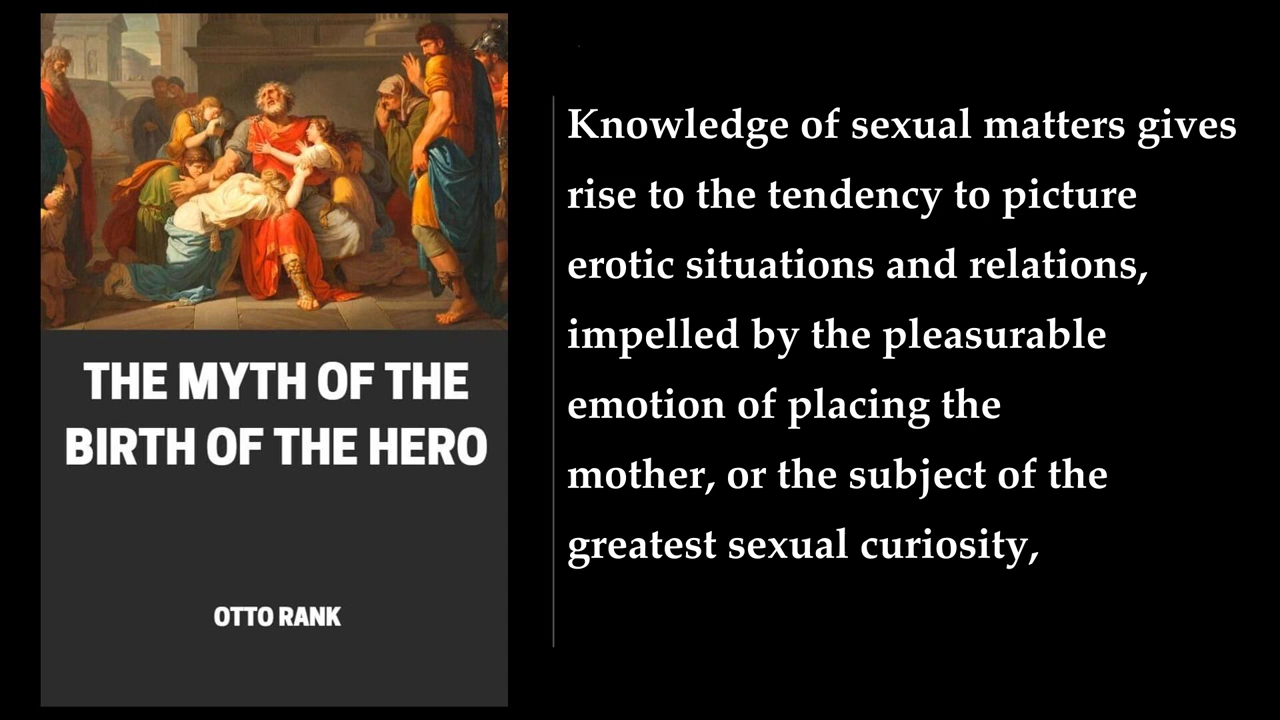 THE MYTH OF THE
BIRTH OF THE HERO
OTTO RANK
Knowledge of sexual matters gives
rise to the tendency to picture
erotic situations and relations,
impelled by the pleasurable
emotion of placing the
mother, or the subject of the
greatest sexual curiosity,